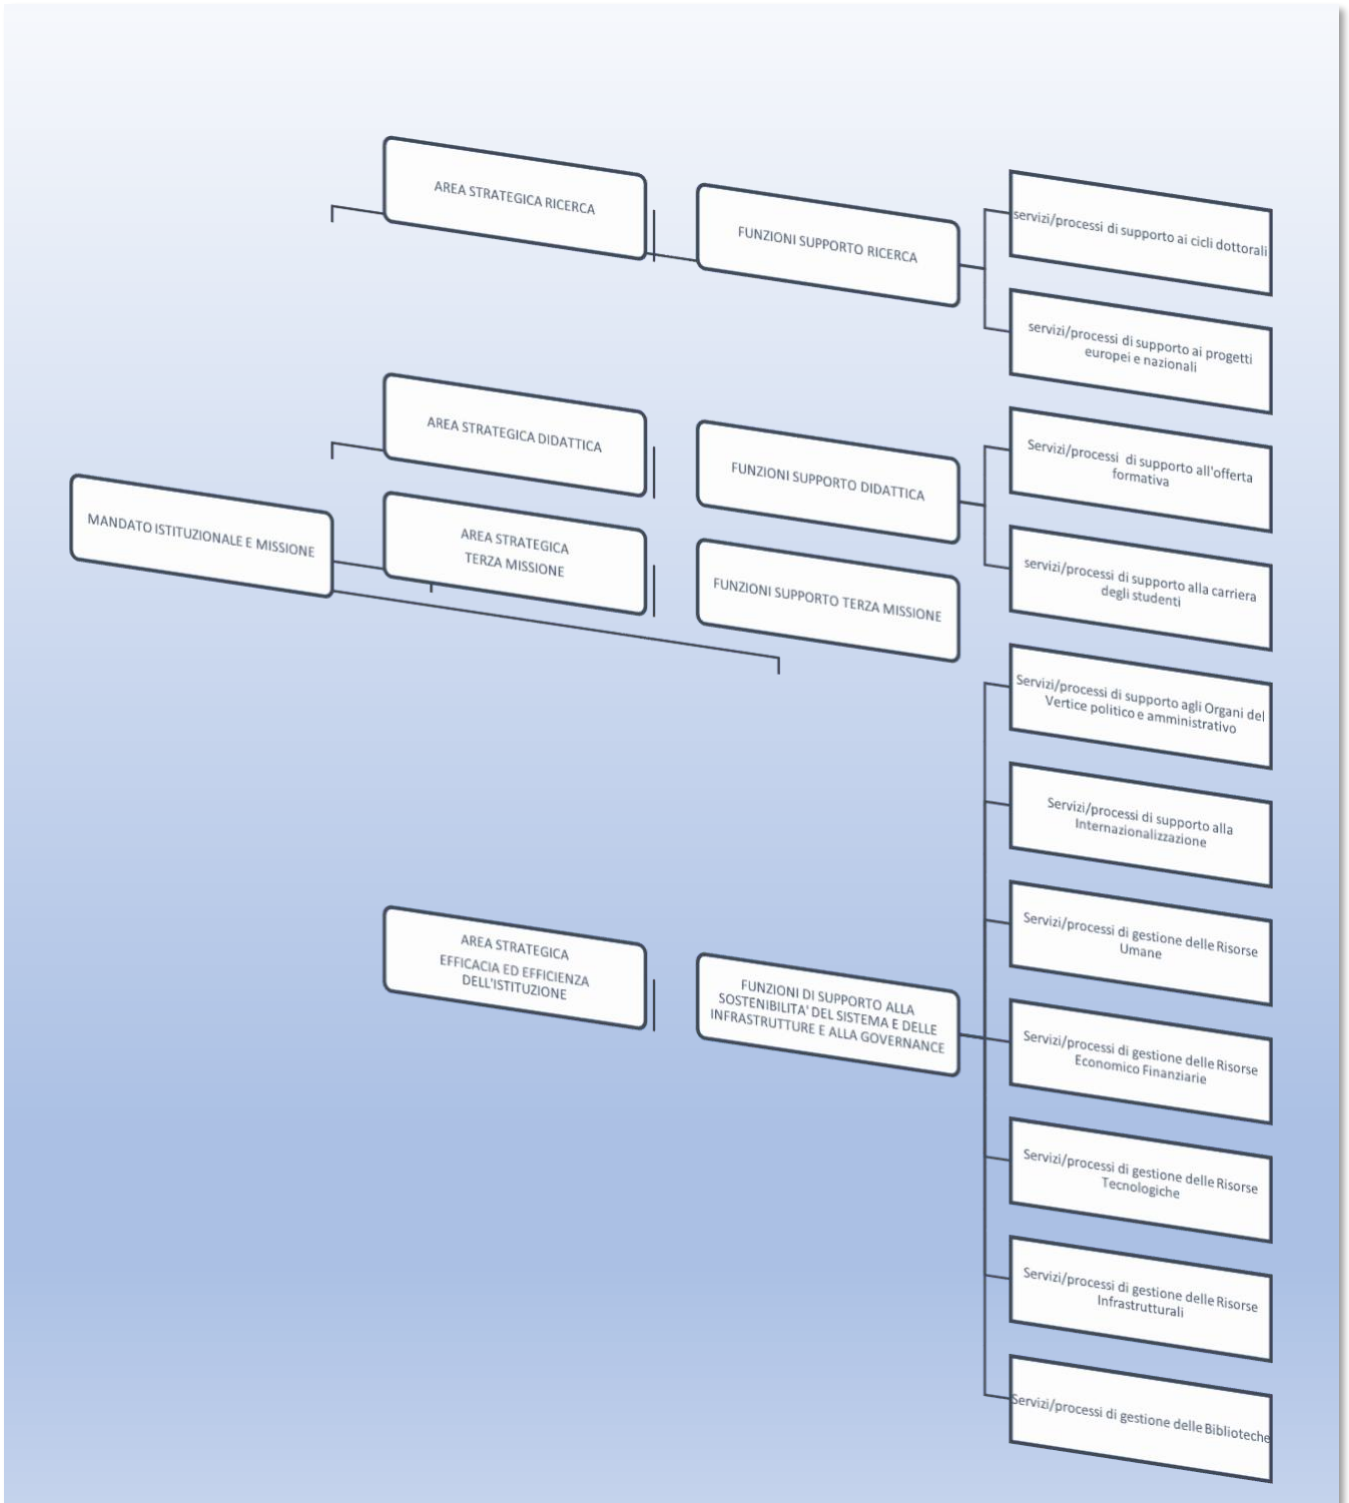 AREA STRATEGICA RICERCA
FUNZIONI SUPPORTO RICERCA
servizi/processi di supporto ai cicli dottorali
servizi/processi di supporto ai progetti
europei e nazionali
AREA STRATEGICA DIDATTICA
FUNZIONI SUPPORTO DIDATTICA
Servizi/processi di supporto all'offerta
formativa
servizi/processi di supporto alla carriera
degli studenti
MANDATO ISTITUZIONALE E MISSIONE
AREA STRATEGICA
TERZA MISSIONE
FUNZIONI SUPPORTO TERZA MISSIONE
Servizi/processi di supporto agli Organi del
Vertice politico e amministrativo
Servizi/processi di supporto alla
Internazionalizzazione
Servizi/processi di gestione delle Risorse
Umane
AREA STRATEGICA
EFFICACIA ED EFFICIENZA
DELL'ISTITUZIONE
FUNZIONI DI SUPPORTO ALLA
SOSTENIBILITA' DEL SISTEMA E DELLE
INFRASTRUTTURE E ALLA GOVERNANCE
Servizi/processi di gestione delle Risorse
Economico Finanziarie
Servizi/processi di gestione delle Risorse
Tecnologiche
Servizi/processi di gestione delle Risorse
Infrastrutturali
Servizi/processi di gestione delle Biblioteche